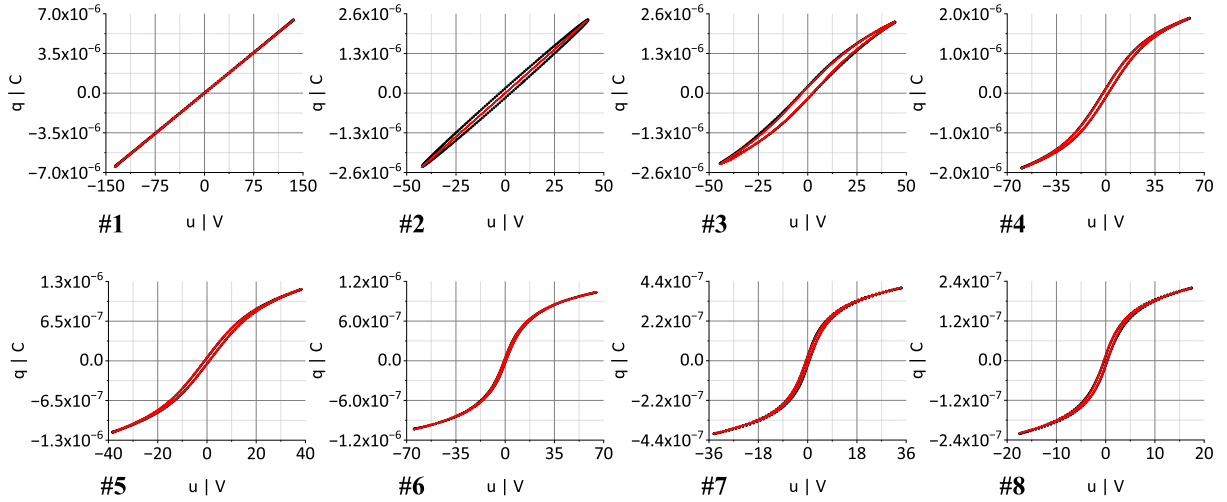 7.0x10⁻⁶
3.5x10⁻⁶
0.0
−3.5x10⁻⁶
−7.0x10⁻⁶
q | C
−150 −75 0 75 150
#1 u | V
2.6x10⁻⁶
1.3x10⁻⁶
0.0
−1.3x10⁻⁶
−2.6x10⁻⁶
q | C
−50 −25 0 25 50
#2 u | V
2.6x10⁻⁶
1.3x10⁻⁶
0.0
−1.3x10⁻⁶
−2.6x10⁻⁶
q | C
−50 −25 0 25 50
#3 u | V
2.0x10⁻⁶
1.0x10⁻⁶
0.0
−1.0x10⁻⁶
−2.0x10⁻⁶
q | C
−70 −35 0 35 70
#4 u | V
1.3x10⁻⁶
6.5x10⁻⁷
0.0
−6.5x10⁻⁷
−1.3x10⁻⁶
q | C
−40 −20 0 20 40
#5 u | V
1.2x10⁻⁶
6.0x10⁻⁷
0.0
−6.0x10⁻⁷
−1.2x10⁻⁶
q | C
−70 −35 0 35 70
#6 u | V
4.4x10⁻⁷
2.2x10⁻⁷
0.0
−2.2x10⁻⁷
−4.4x10⁻⁷
q | C
−36 −18 0 18 36
#7 u | V
2.4x10⁻⁷
1.2x10⁻⁷
0.0
−1.2x10⁻⁷
−2.4x10⁻⁷
q | C
−20 −10 0 10 20
#8 u | V